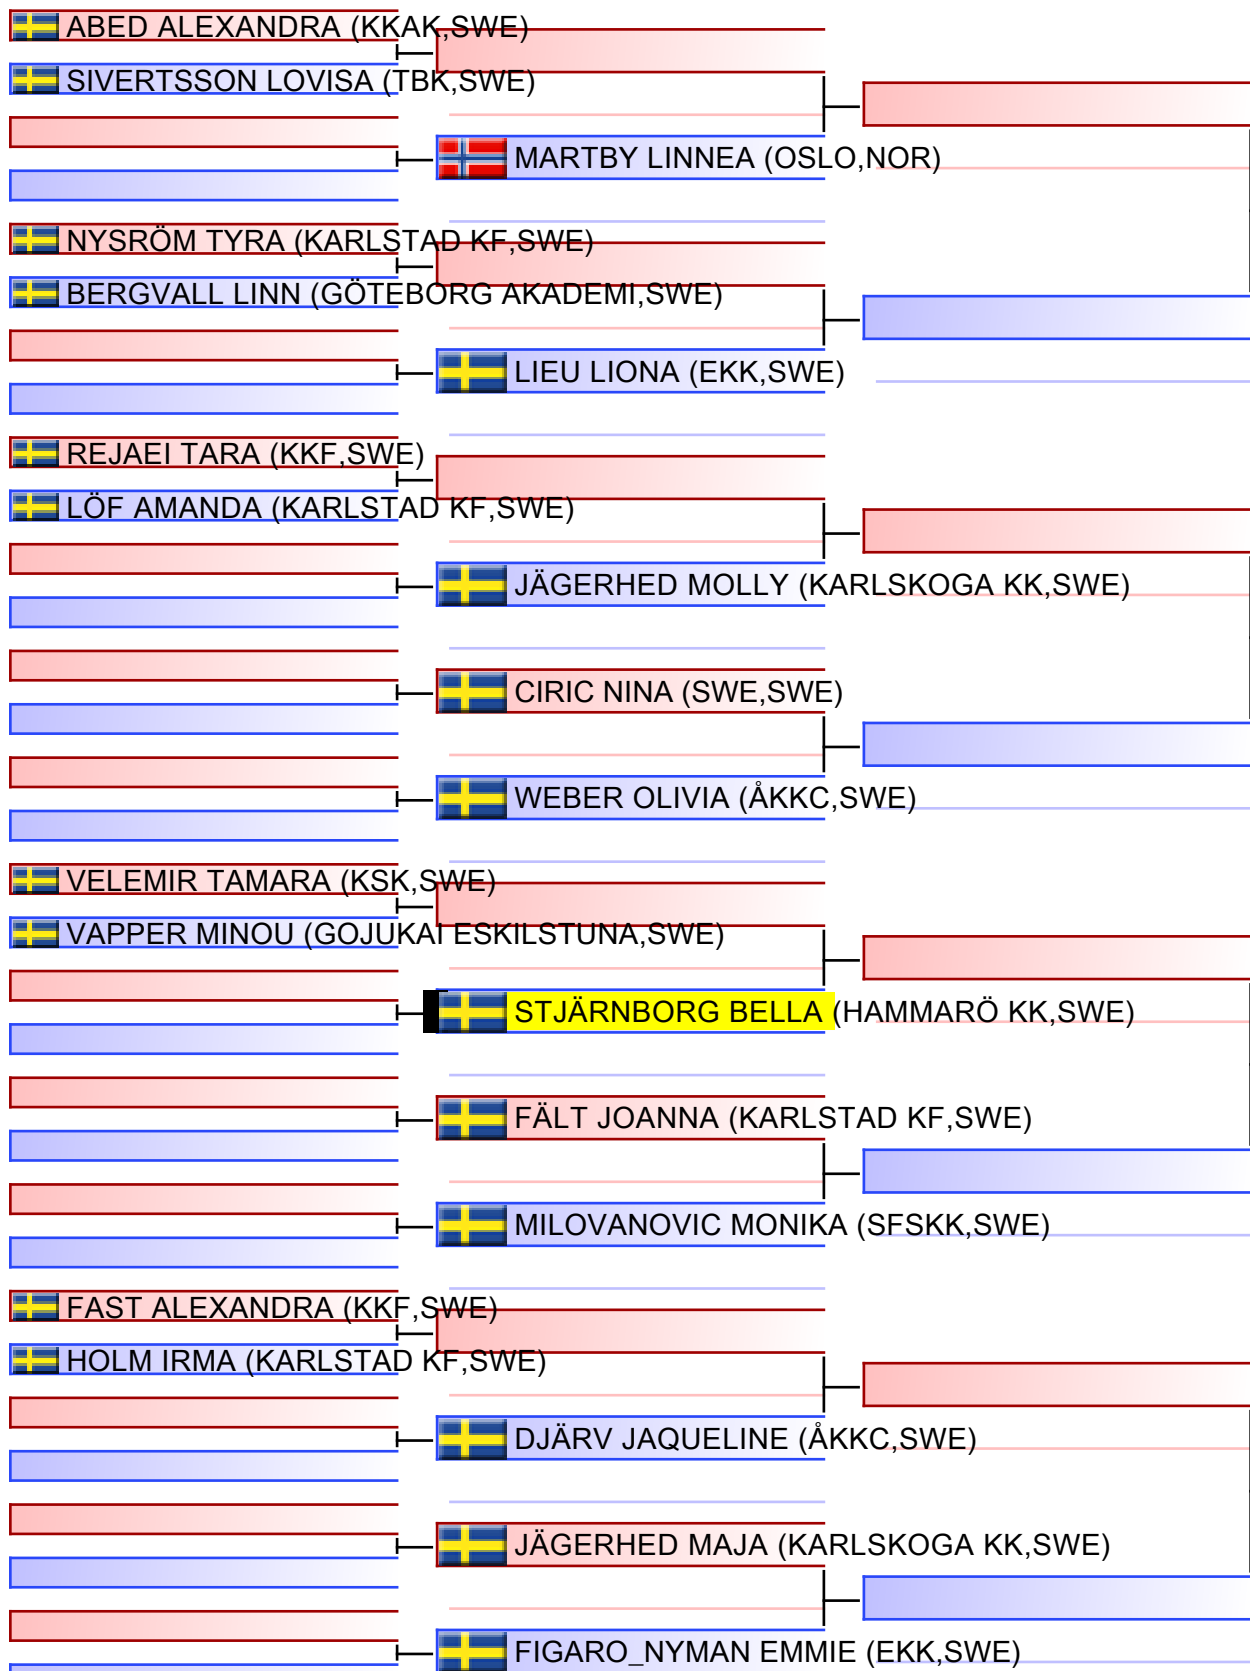 ABED ALEXANDRA (KKAK,SWE)
SIVERTSSON LOVISA (TBK,SWE)
MARTBY LINNEA (OSLO,NOR)
NYSRÖM TYRA (KARLSTAD KF,SWE)
BERGVALL LINN (GÖTEBORG AKADEMI,SWE)
LIEU LIONA (EKK,SWE)
REJAEI TARA (KKF,SWE)
LÖF AMANDA (KARLSTAD KF,SWE)
JÄGERHED MOLLY (KARLSKOGA KK,SWE)
CIRIC NINA (SWE,SWE)
WEBER OLIVIA (ÅKKC,SWE)
VELEMIR TAMARA (KSK,SWE)
VAPPER MINOU (GOJUKAI ESKILSTUNA,SWE)
STJÄRNBORG BELLA (HAMMARÖ KK,SWE)
FÄLT JOANNA (KARLSTAD KF,SWE)
MILOVANOVIC MONIKA (SFSKK,SWE)
FAST ALEXANDRA (KKF,SWE)
HOLM IRMA (KARLSTAD KF,SWE)
DJÄRV JAQUELINE (ÅKKC,SWE)
JÄGERHED MAJA (KARLSKOGA KK,SWE)
FIGARO_NYMAN EMMIE (EKK,SWE)